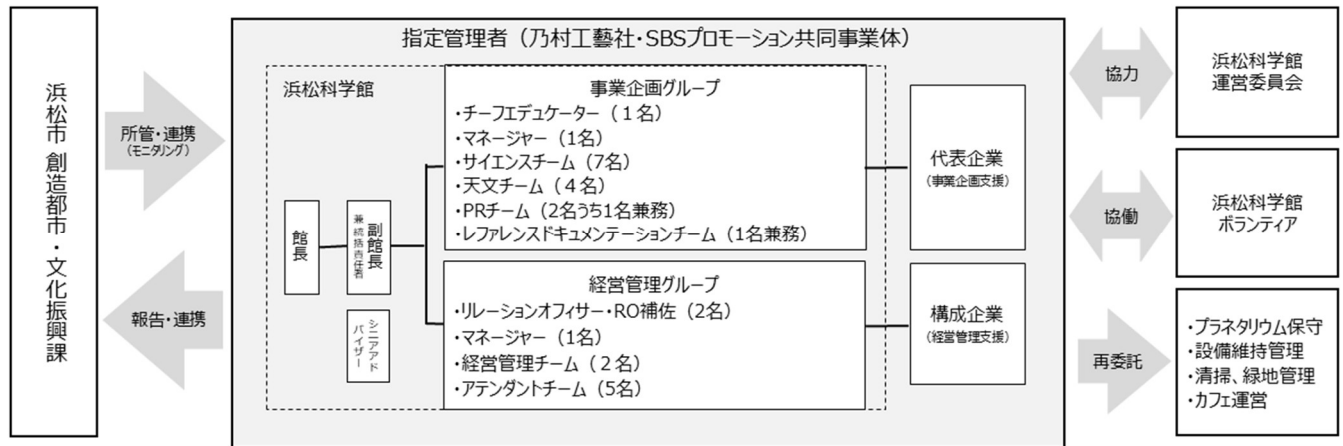 浜松市 創造都市・文化振興課
所管・連携
(モニタリング)
報告・連携
指定管理者（乃村工藝社・SBSプロモーション共同事業体）
浜松科学館
館長
副館長
兼 統括責任者
シニアアド
バイザー
事業企画グループ
・チーフエデュケーター（１名）
・マネージャー（1名）
・サイエンスチーム（7名）
・天文チーム（４名）
・PRチーム（2名うち1名兼務）
・レファレンスドキュメンテーションチーム（1名兼務）
経営管理グループ
・リレーションオフィサー・RO補佐（2名）
・マネージャー（1名）
・経営管理チーム（２名）
・アテンダントチーム（5名）
代表企業
（事業企画支援）
構成企業
（経営管理支援）
協力
浜松科学館
運営委員会
協働
浜松科学館
ボランティア
再委託
・プラネタリウム保守
・設備維持管理
・清掃、緑地管理
・カフェ運営